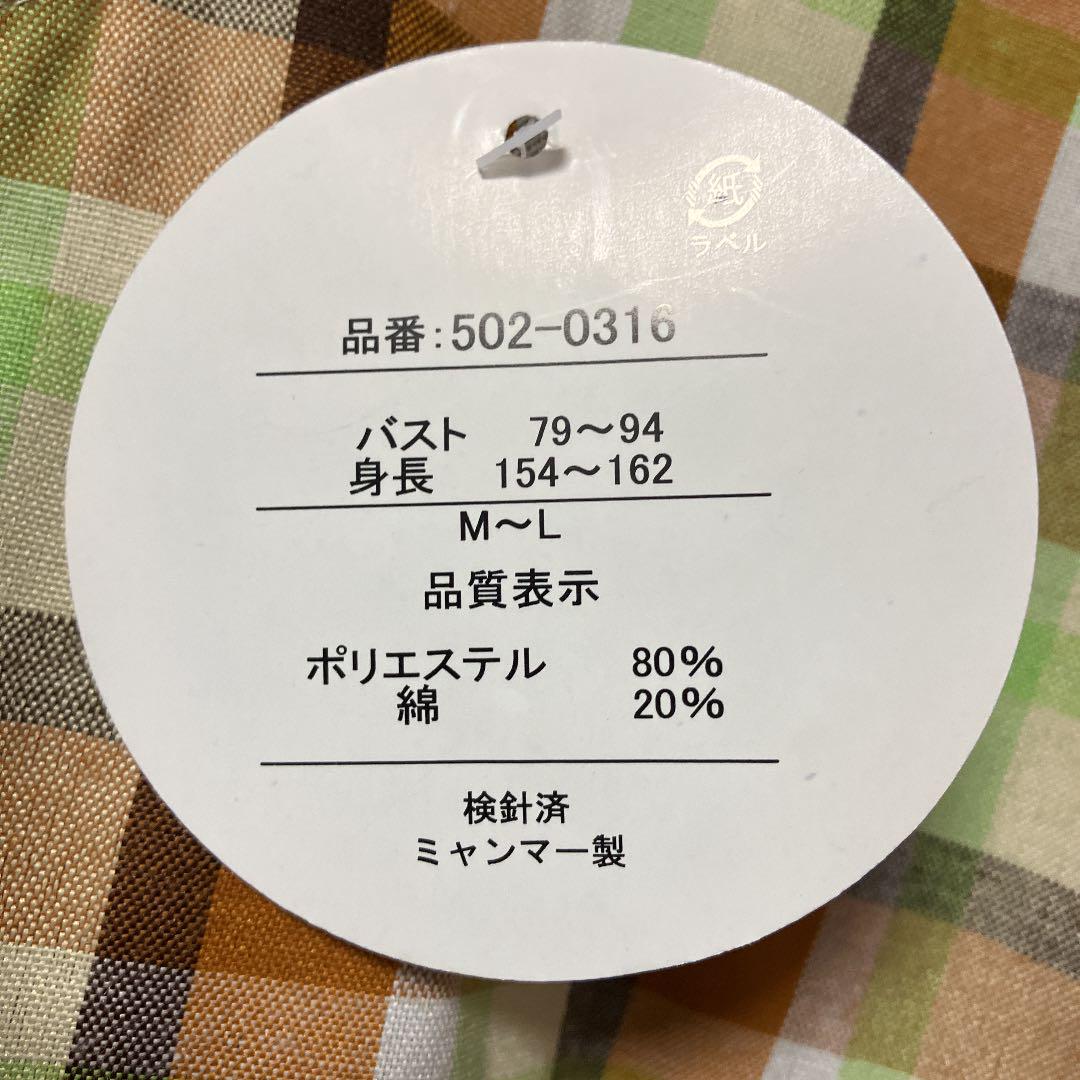 紙
ラベル
品番:502-0316
バスト 79～94
身長 154～162
M～L
品質表示
ポリエステル 80%
綿 20%
検針済
ミャンマー製